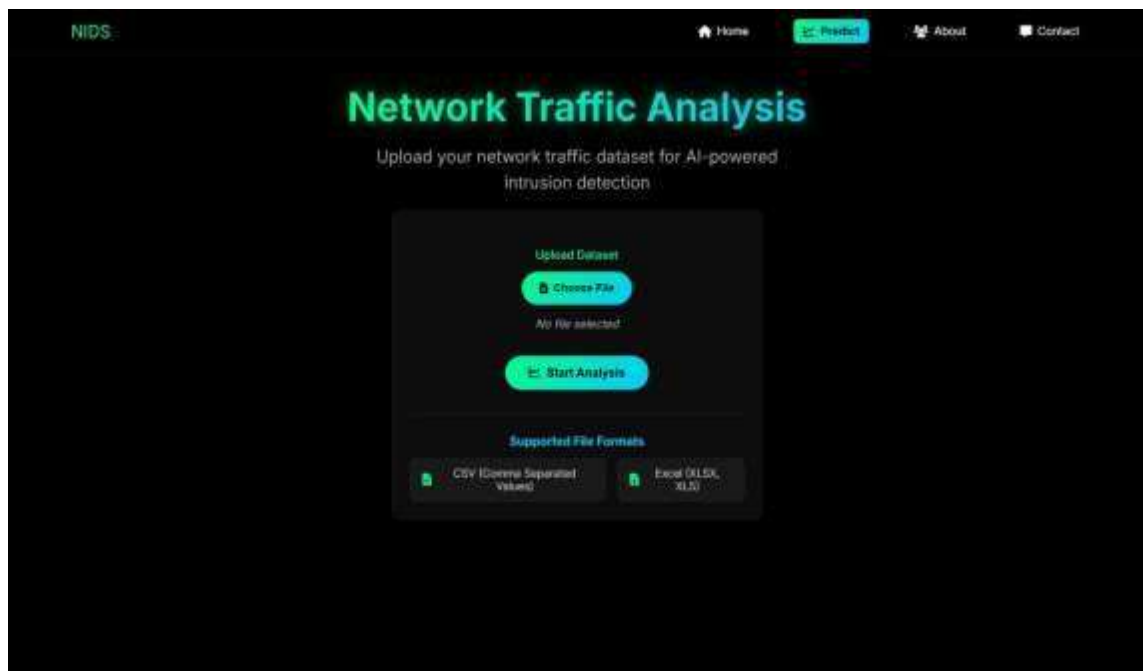 NIDS
Home
Predict
About
Contact
Network Traffic Analysis
Upload your network traffic dataset for AI-powered
intrusion detection
Upload Dataset
Choose File
No file selected
Start Analysis
Supported File Formats
CSV (Comma Separated
Values)
Excel (XLSX,
XLS)